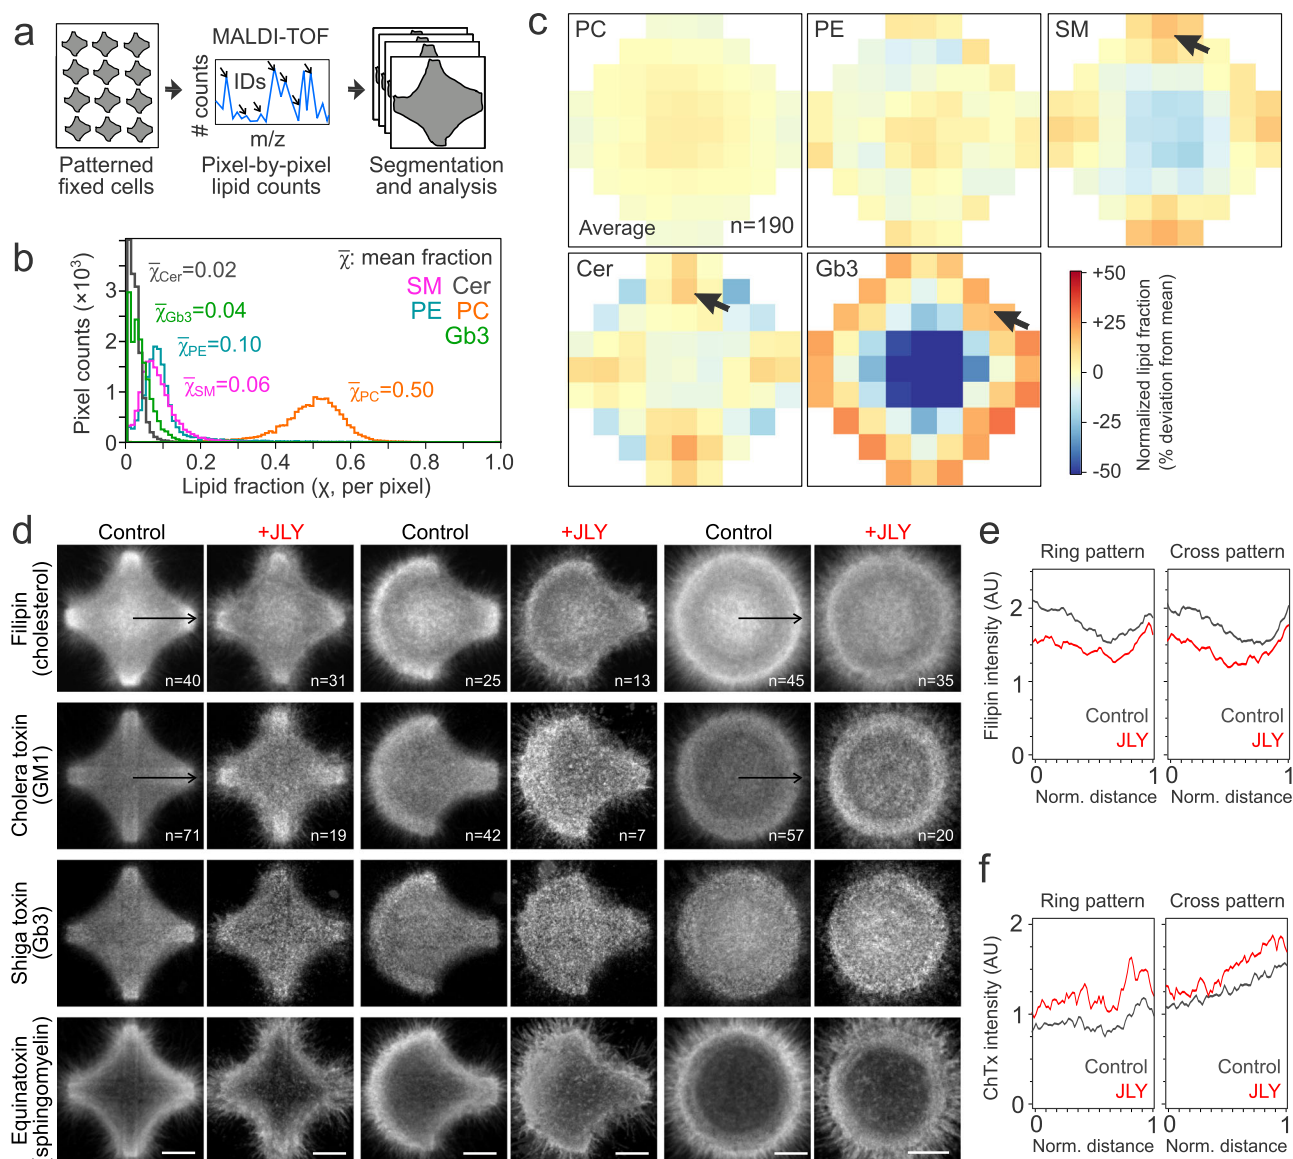 a
MALDI-TOF
IDs
# counts
m/z
Patterned
fixed cells
Pixel-by-pixel
lipid counts
Segmentation
and analysis
b
χ̅: mean fraction
SM Cer
PE PC
Gb3
χ̅Cer=0.02
χ̅Gb3=0.04
χ̅PE=0.10
χ̅SM=0.06
χ̅PC=0.50
Pixel counts (×10³)
3
2
1
0
0 0.2 0.4 0.6 0.8 1.0
Lipid fraction (χ, per pixel)
c
PC
PE
SM
Average n=190
Cer
Gb3
+50
+25
0
-25
-50
Normalized lipid fraction
(% deviation from mean)
d
Control +JLY Control +JLY Control +JLY
Filipin
(cholesterol)
n=40 n=31 n=25 n=13 n=45 n=35
Cholera toxin
(GM1)
n=71 n=19 n=42 n=7 n=57 n=20
Shiga toxin
(Gb3)
Equinatoxin
(sphingomyelin)
e
Ring pattern Cross pattern
Filipin intensity (AU)
2
1
0
Control
JLY
Control
JLY
0 1 0 1
Norm. distance Norm. distance
f
Ring pattern Cross pattern
ChTx intensity (AU)
2
1
0
Control
JLY
Control
JLY
0 1 0 1
Norm. distance Norm. distance